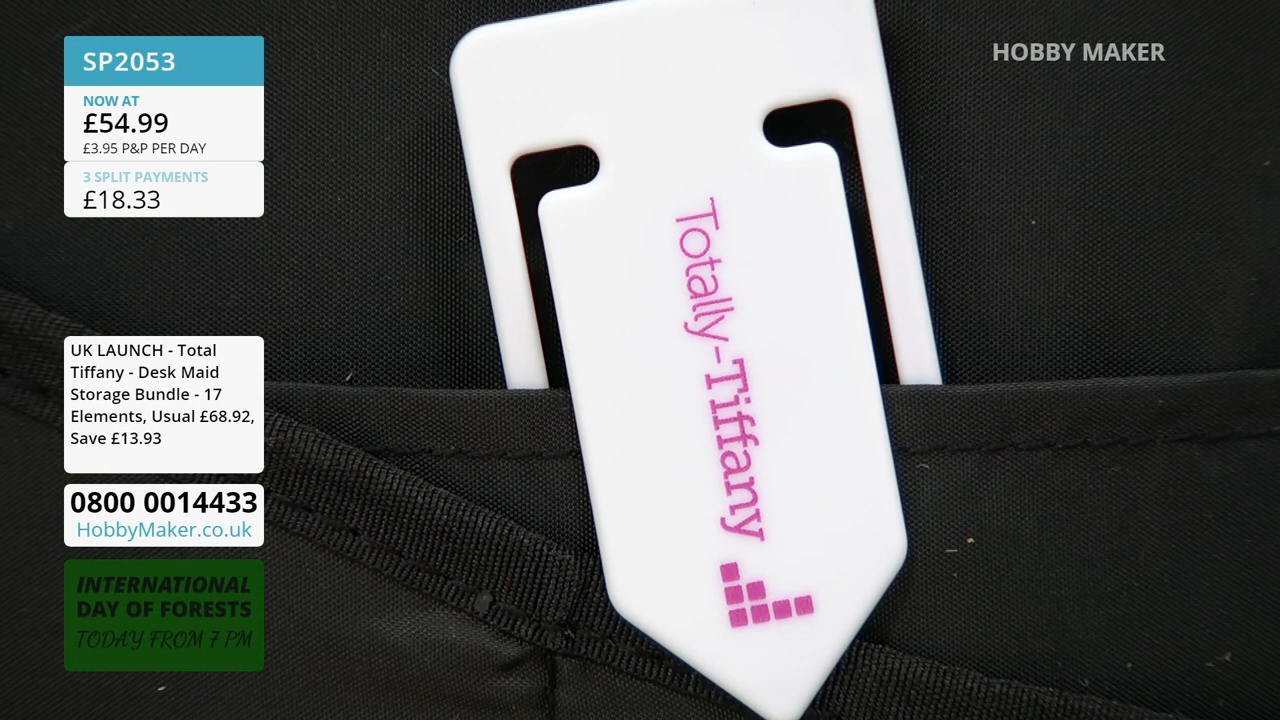 SP2053
NOW AT
£54.99
£3.95 P&P PER DAY
3 SPLIT PAYMENTS
£18.33
UK LAUNCH - Total
Tiffany - Desk Maid
Storage Bundle - 17
Elements, Usual £68.92,
Save £13.93
0800 0014433
HobbyMaker.co.uk
INTERNATIONAL
DAY OF FORESTS
TODAY FROM 7 PM
HOBBY MAKER
Totally-Tiffany